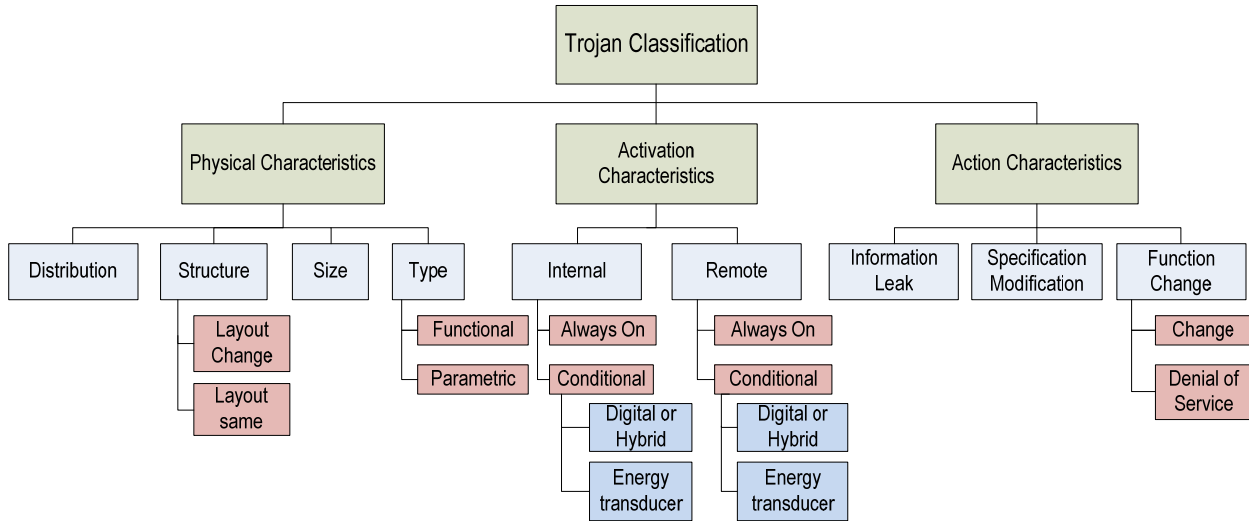 Trojan Classification
Physical Characteristics
Activation
Characteristics
Action Characteristics
Distribution
Structure
Size
Type
Internal
Remote
Information
Leak
Specification
Modification
Function
Change
Layout
Change
Layout
same
Functional
Parametric
Always On
Conditional
Digital or
Hybrid
Energy
transducer
Always On
Conditional
Digital or
Hybrid
Energy
transducer
Change
Denial of
Service